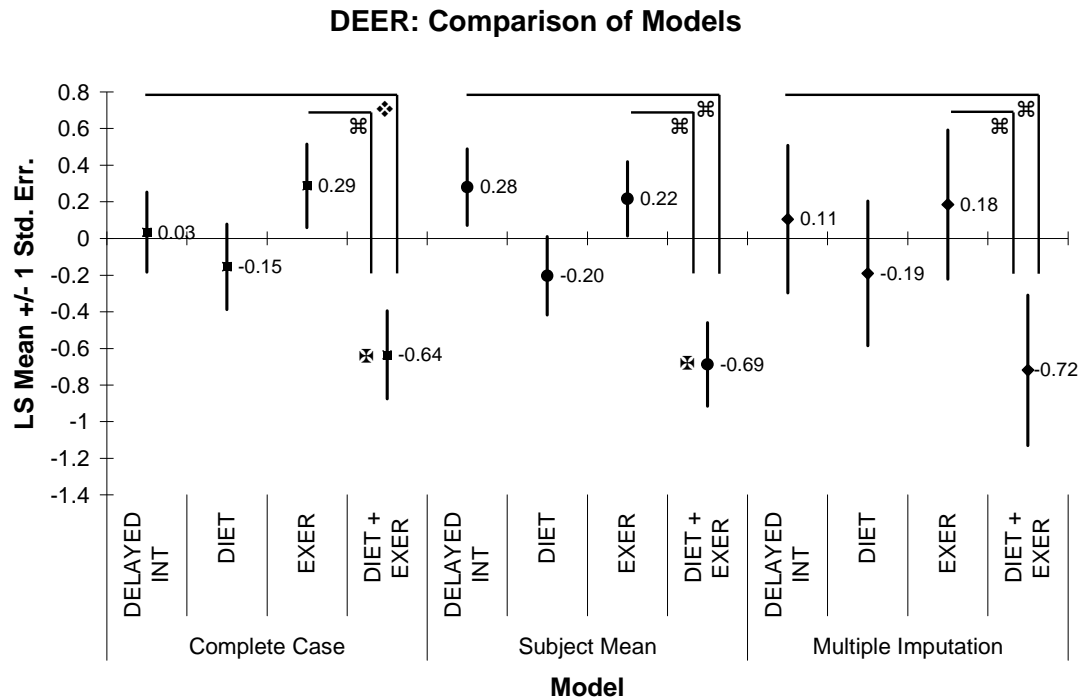 DEER: Comparison of Models
LS Mean +/- 1 Std. Err.
0.8
0.6
0.4
0.2
0
-0.2
-0.4
-0.6
-0.8
-1
-1.2
-1.4
❖
⌘
⌘
⌘
⌘
⌘
0.03
-0.15
0.29
✠
-0.64
0.28
-0.20
0.22
✠
-0.69
0.11
-0.19
0.18
-0.72
DELAYED
INT
DIET
EXER
DIET +
EXER
DELAYED
INT
DIET
EXER
DIET +
EXER
DELAYED
INT
DIET
EXER
DIET +
EXER
Complete Case
Subject Mean
Multiple Imputation
Model